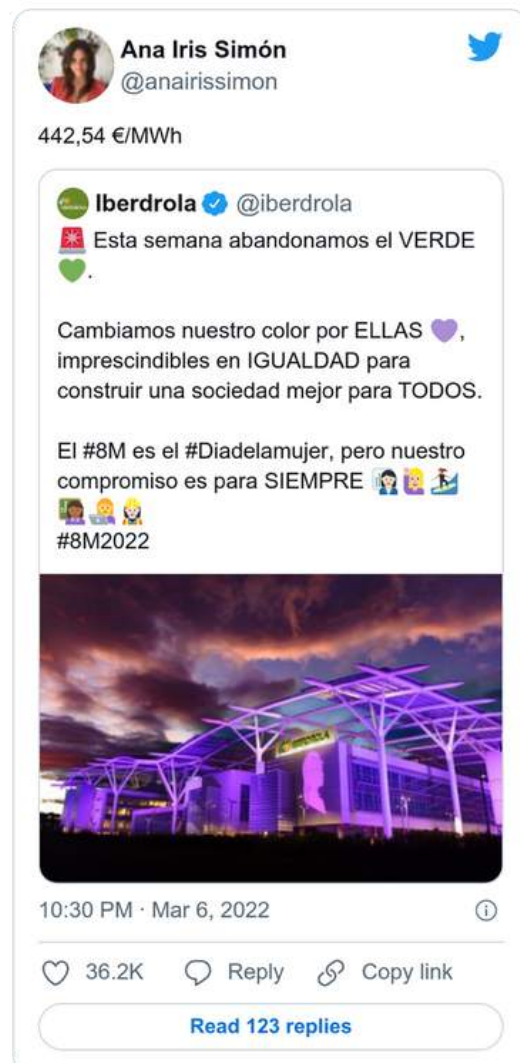 Ana Iris Simón
@anairissimon
442,54 €/MWh
Iberdrola @iberdrola
🚨 Esta semana abandonamos el VERDE
💚.
Cambiamos nuestro color por ELLAS 💜,
imprescindibles en IGUALDAD para
construir una sociedad mejor para TODOS.
El #8M es el #Diadelamujer, pero nuestro
compromiso es para SIEMPRE
#8M2022
IBERDROLA
10:30 PM · Mar 6, 2022
36.2K Reply Copy link
Read 123 replies